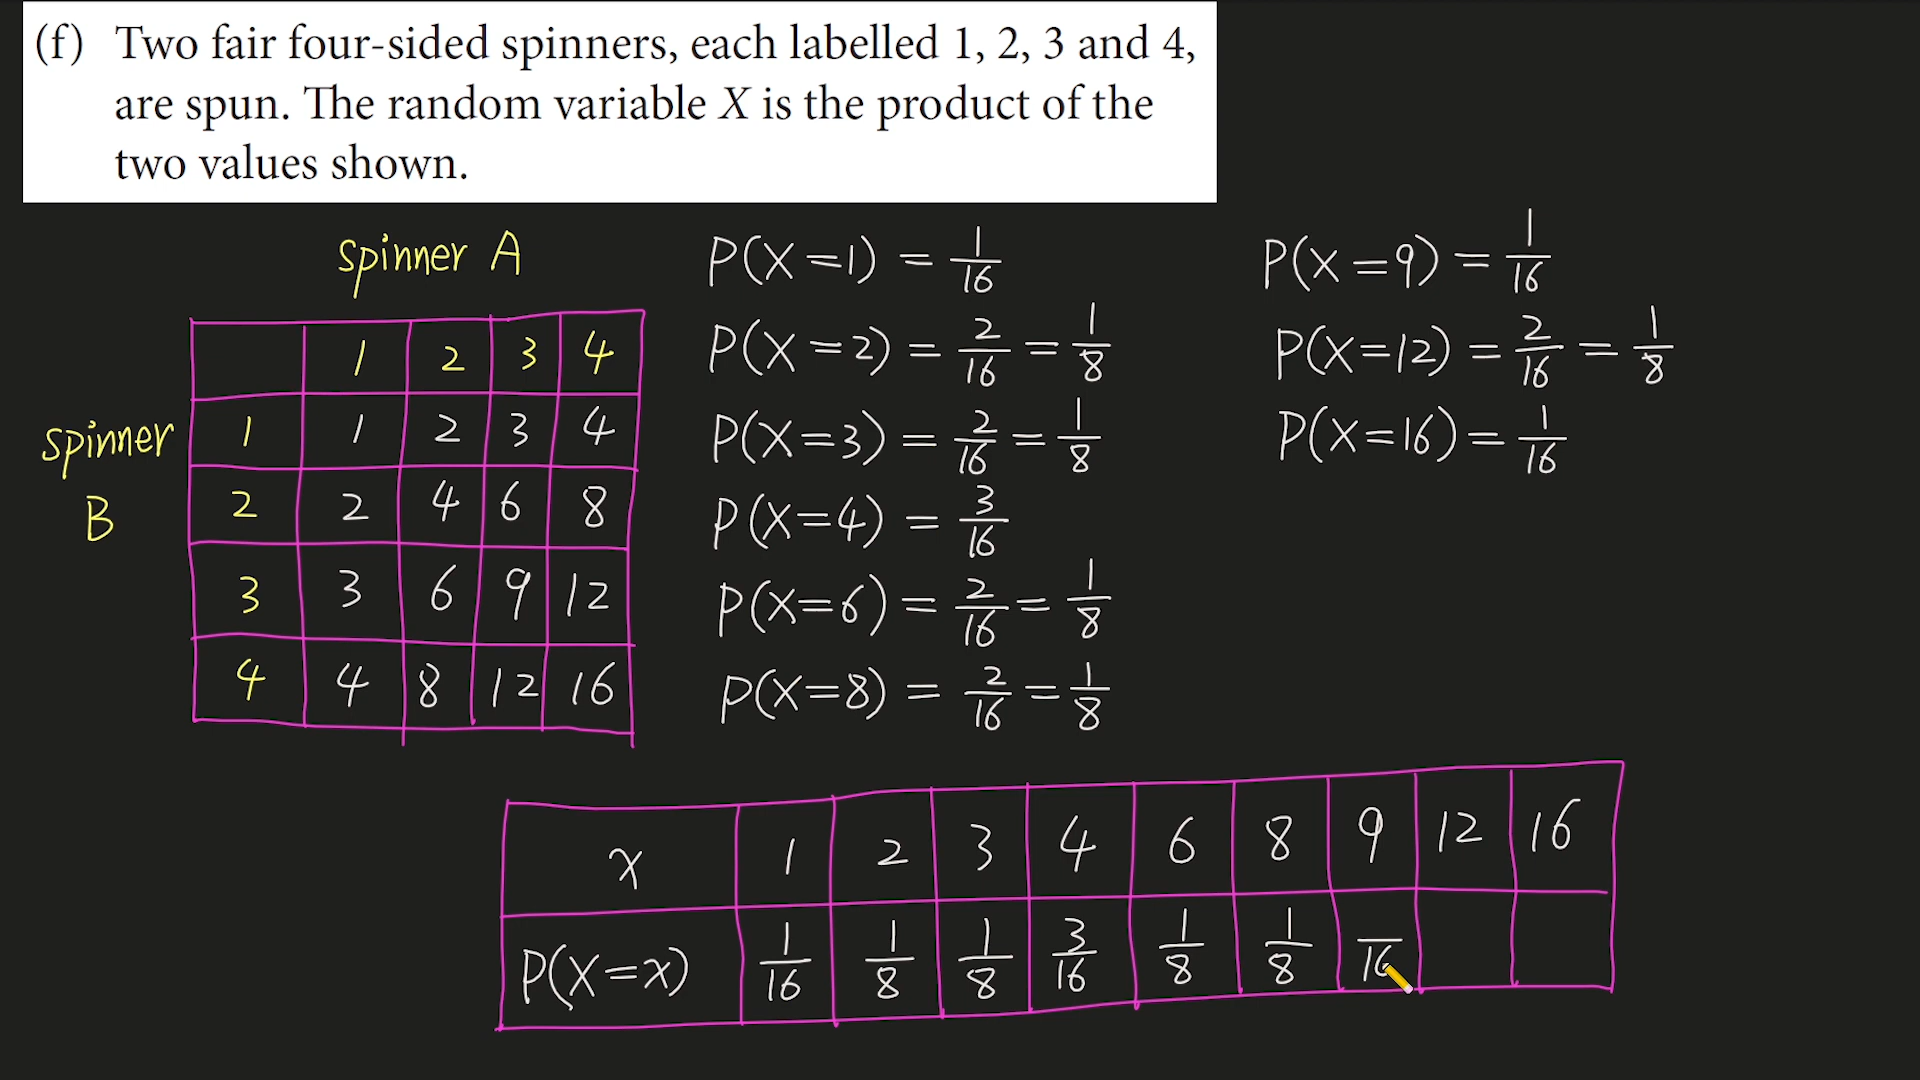 (f) Two fair four-sided spinners, each labelled 1, 2, 3 and 4,
are spun. The random variable X is the product of the
two values shown.
spinner A
1 2 3 4
spinner B
1 1 2 3 4
2 2 4 6 8
3 3 6 9 12
4 4 8 12 16
P(X=1) = 1/16
P(X=2) = 2/16 = 1/8
P(X=3) = 2/16 = 1/8
P(X=4) = 3/16
P(X=6) = 2/16 = 1/8
P(X=8) = 2/16 = 1/8
P(X=9) = 1/16
P(X=12) = 2/16 = 1/8
P(X=16) = 1/16
x 1 2 3 4 6 8 9 12 16
P(X=x) 1/16 1/8 1/8 3/16 1/8 1/8 /16